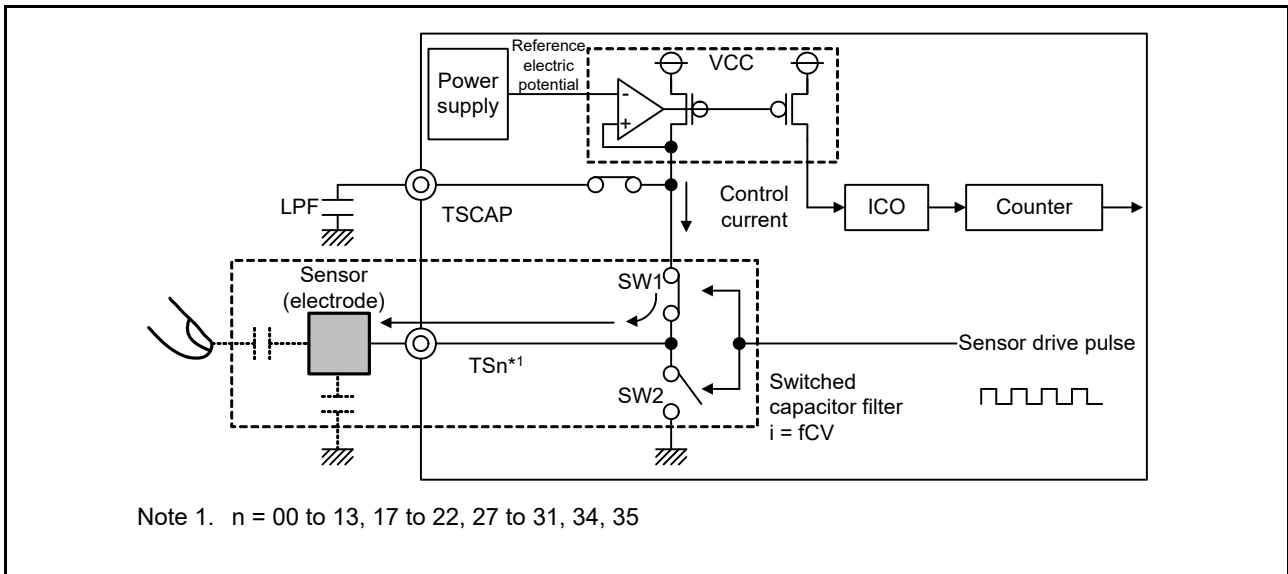 Reference
electric
potential
VCC
Power
supply
-
+
LPF
TSCAP
Control
current
ICO
Counter
Sensor
(electrode)
SW1
TSn*1
Sensor drive pulse
SW2
Switched
capacitor filter
i = fCV
Note 1. n = 00 to 13, 17 to 22, 27 to 31, 34, 35